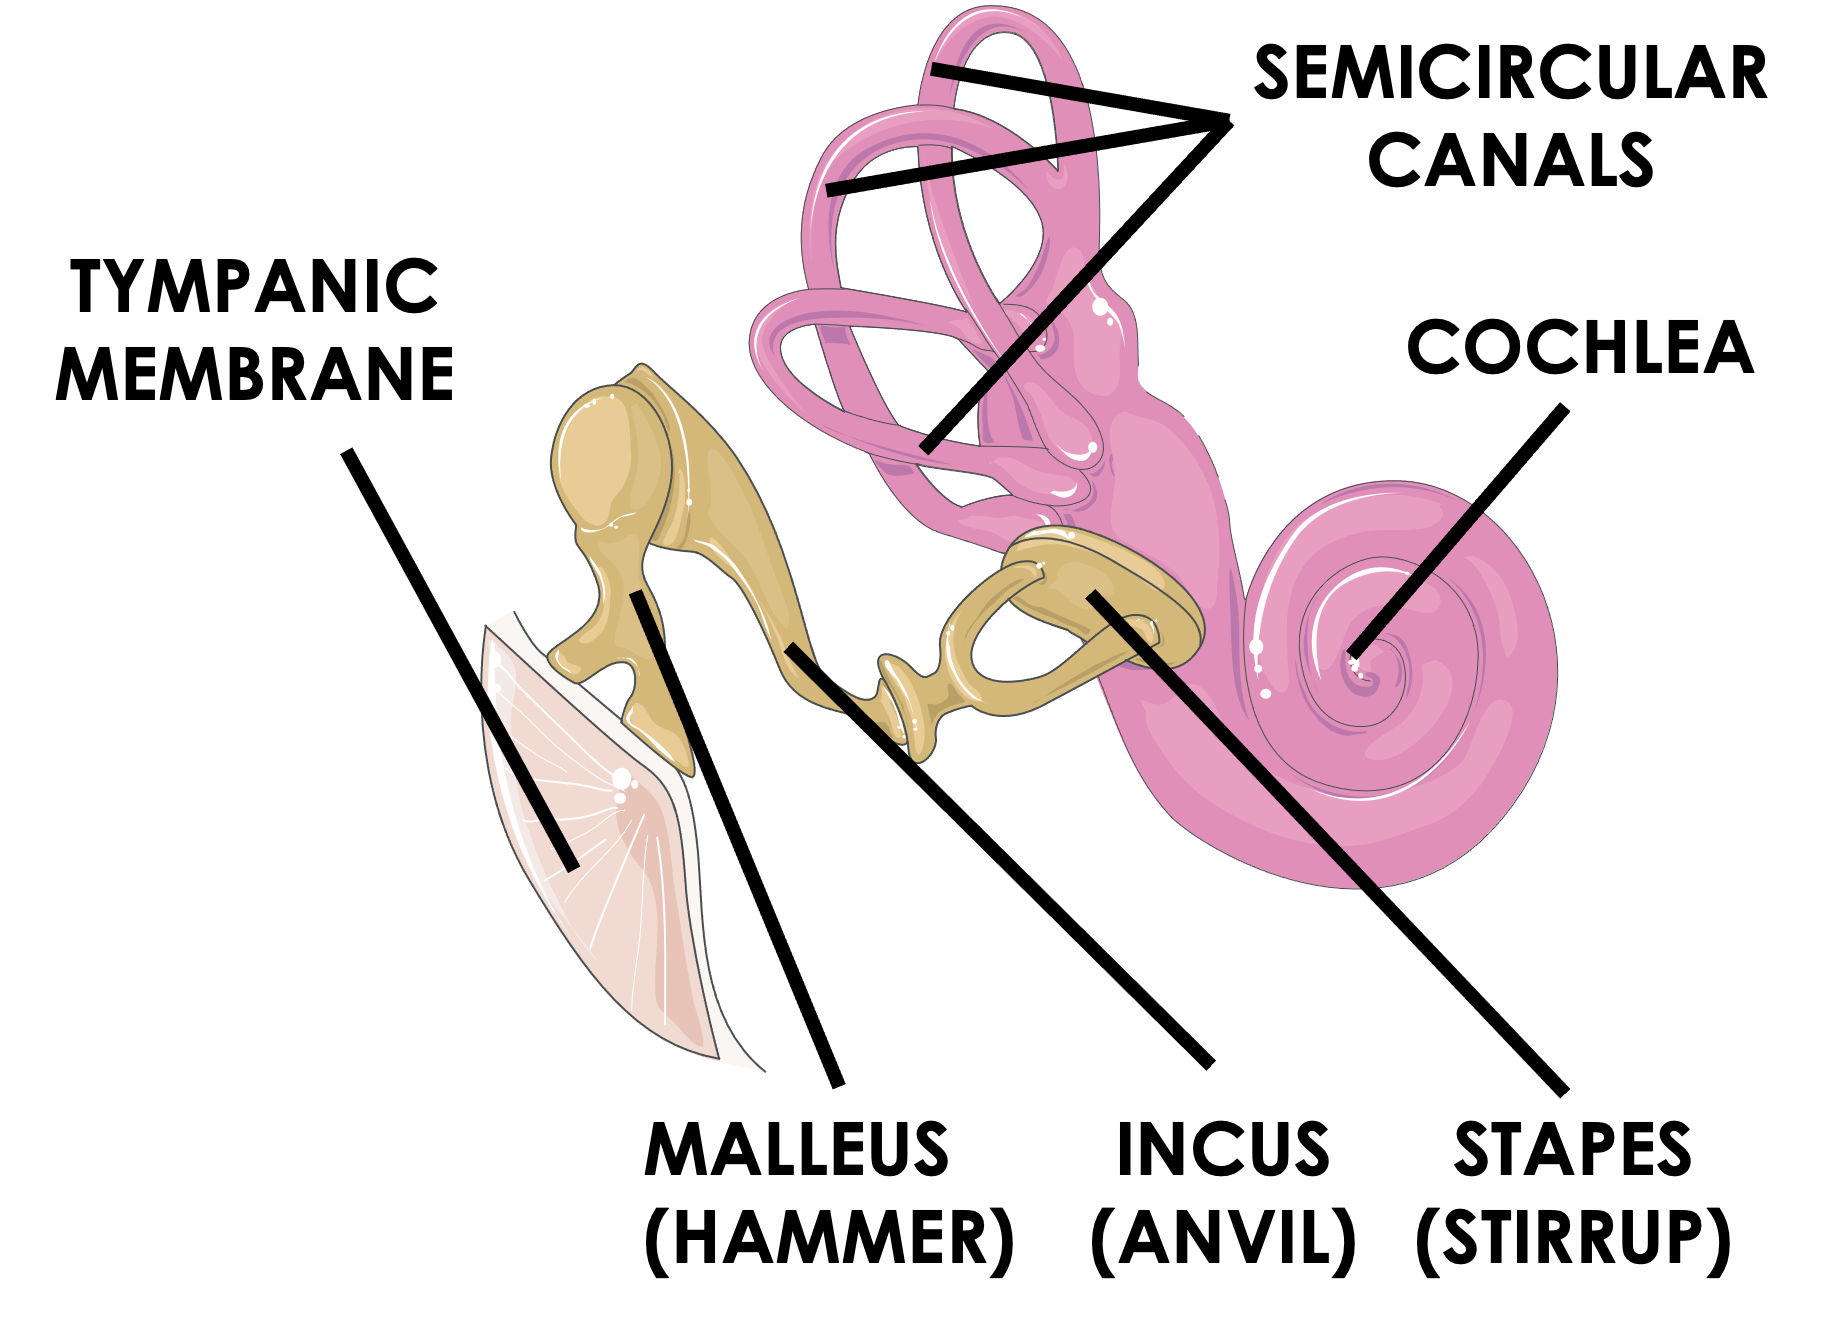 SEMICIRCULAR
CANALS
TYMPANIC
MEMBRANE
COCHLEA
MALLEUS
(HAMMER)
INCUS
(ANVIL)
STAPES
(STIRRUP)